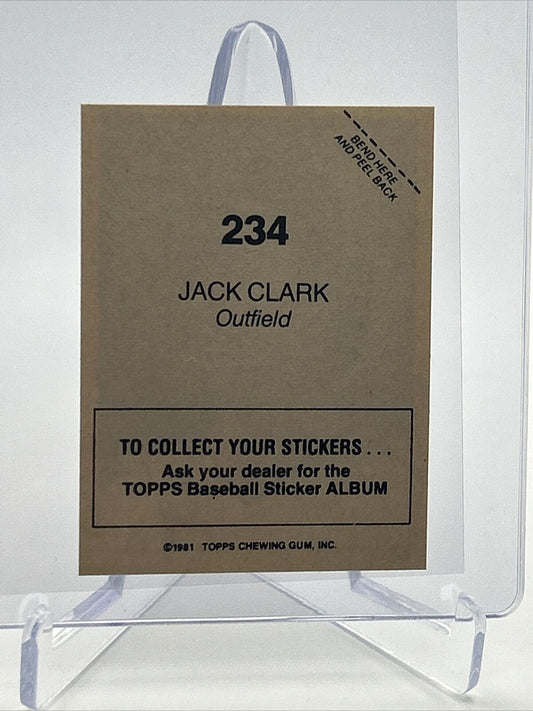 BEND HERE
AND PEEL BACK
234
JACK CLARK
Outfield
TO COLLECT YOUR STICKERS...
Ask your dealer for the
TOPPS Baseball Sticker ALBUM
©1981 TOPPS CHEWING GUM, INC.